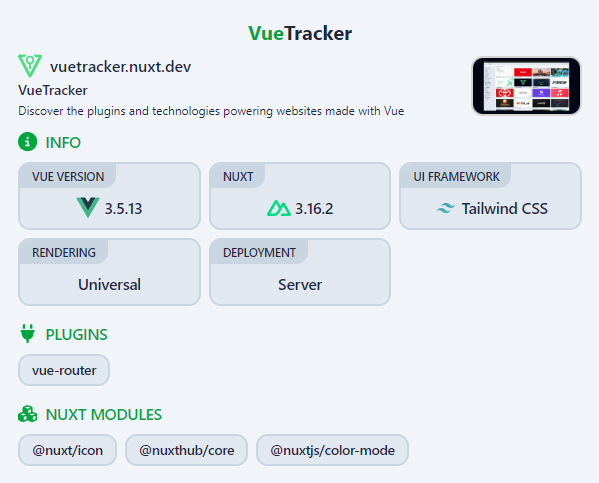 VueTracker
vuetracker.nuxt.dev
VueTracker
Discover the plugins and technologies powering websites made with Vue
INFO
VUE VERSION
3.5.13
NUXT
3.16.2
UI FRAMEWORK
Tailwind CSS
RENDERING
Universal
DEPLOYMENT
Server
PLUGINS
vue-router
NUXT MODULES
@nuxt/icon
@nuxthub/core
@nuxtjs/color-mode